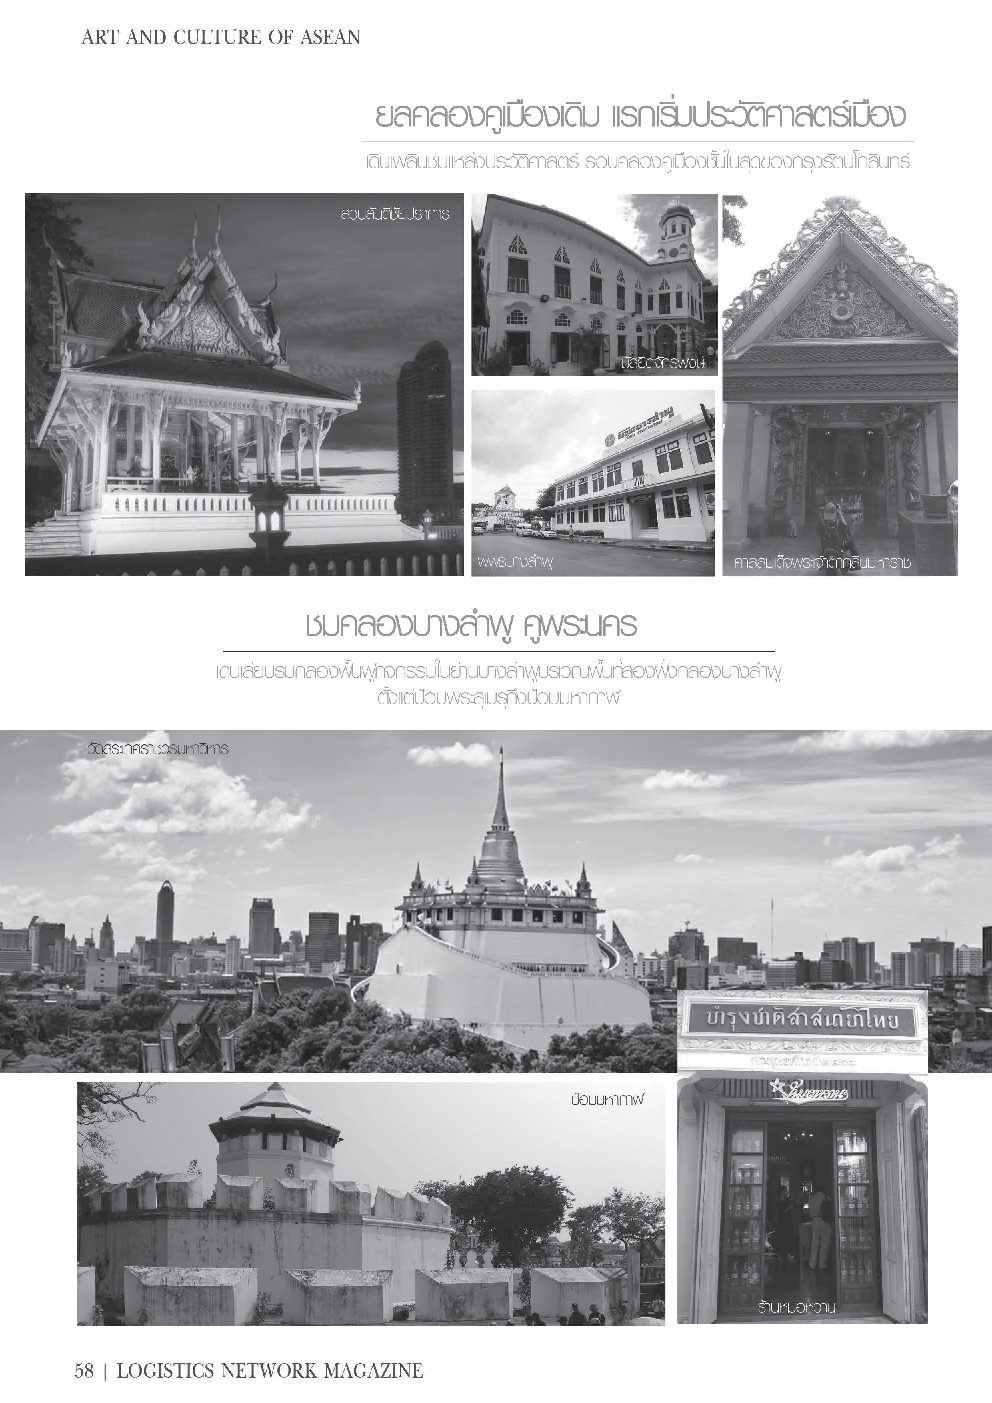 ART AND CULTURE OF ASEAN
ยลคลองคูเมืองเดิม แรกเริ่มประวัติศาสตร์เมือง
เดินเพลินชมแหล่งประวัติศาสตร์ รอบคลองคูเมืองชั้นในสุดของกรุงรัตนโกสินทร์
สวนสันติชัยปราการ
มัสยิดจักรพงษ์
พิพิธบางลำพู
ศาลสมเด็จพระเจ้าตากสินมหาราช
ชมคลองบางลำพู คูพระนคร
เดินเลียบริมคลองฟื้นฟูกิจกรรมในย่านบางลำพูบริเวณพื้นที่สองฝั่งคลองบางลำพู
ตั้งแต่ป้อมพระสุเมรุถึงป้อมมหากาฬ
วัดสระเกศราชวรมหาวิหาร
บำรุงชาติสาสนายาไทย
ป้อมมหากาฬ
ร้านหมอหวาน
58 | LOGISTICS NETWORK MAGAZINE